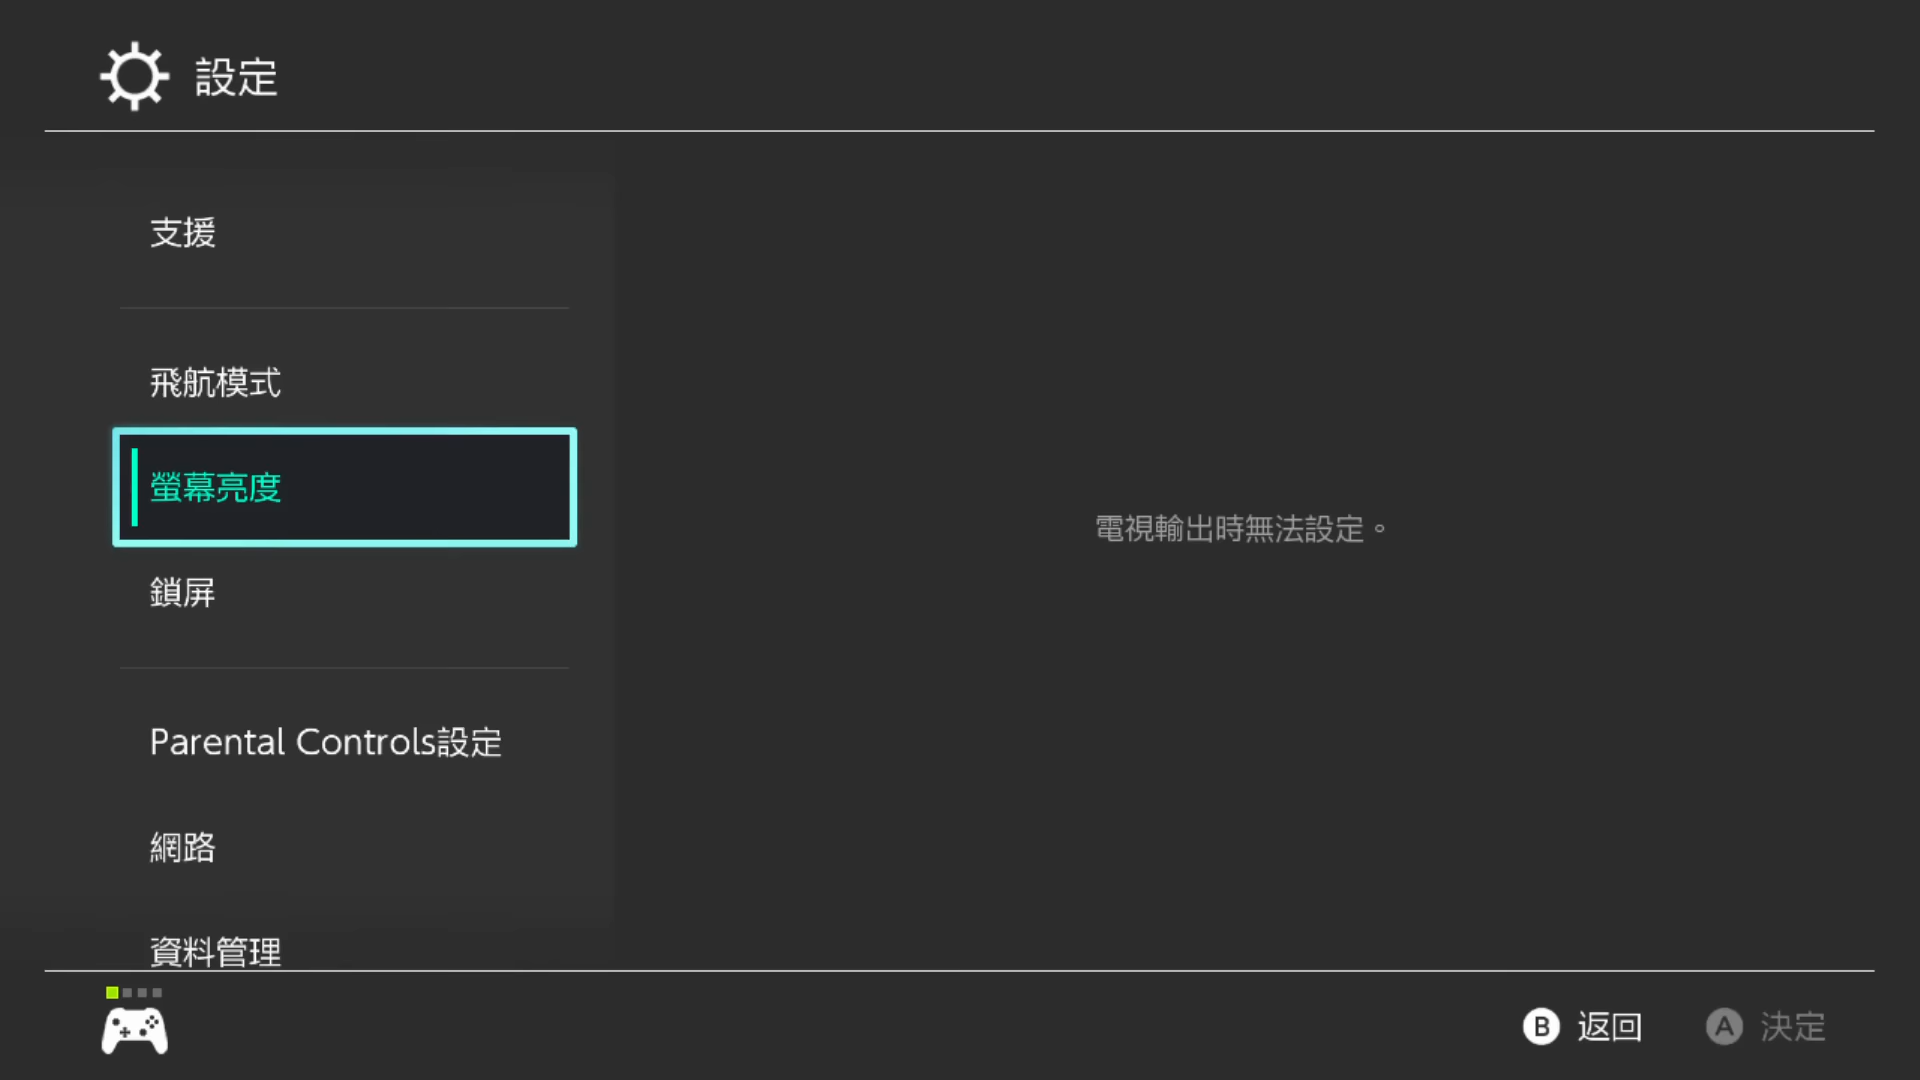 設定
支援
飛航模式
螢幕亮度
鎖屏
Parental Controls設定
網路
資料管理
電視輸出時無法設定。
B 返回
A 決定